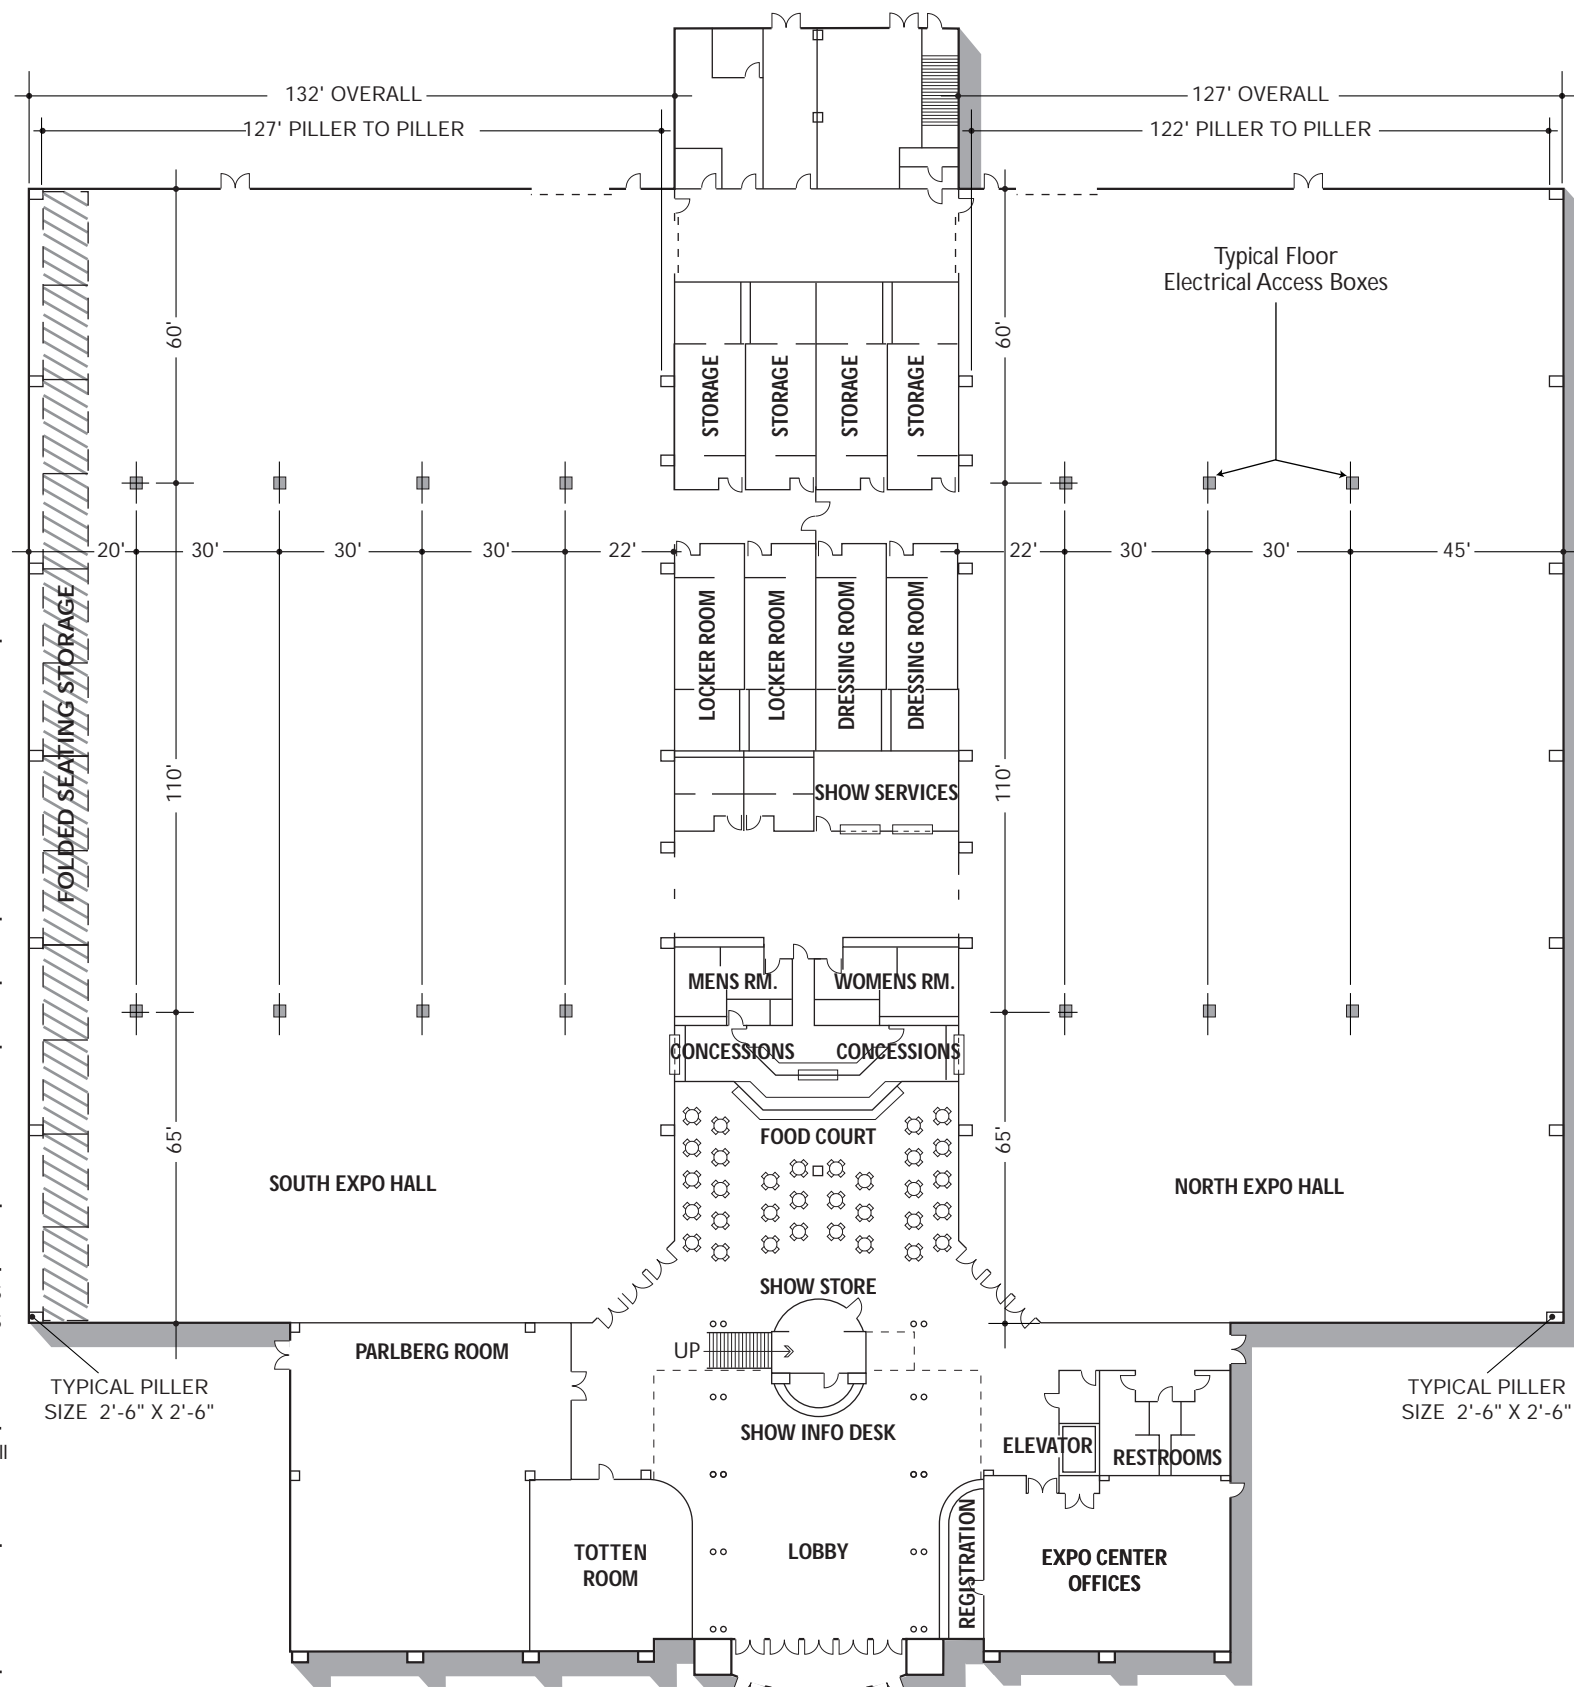 132' OVERALL
127' OVERALL
127' PILLER TO PILLER
122' PILLER TO PILLER
Typical Floor
Electrical Access Boxes
60'
60'
STORAGE
STORAGE
STORAGE
STORAGE
20'
30'
30'
30'
22'
22'
30'
30'
45'
FOLDED SEATING STORAGE
LOCKER ROOM
LOCKER ROOM
DRESSING ROOM
DRESSING ROOM
110'
110'
SHOW SERVICES
MENS RM.
WOMENS RM.
CONCESSIONS
CONCESSIONS
65'
65'
FOOD COURT
SOUTH EXPO HALL
NORTH EXPO HALL
SHOW STORE
PARLBERG ROOM
UP
TYPICAL PILLER
SIZE 2'-6" X 2'-6"
TYPICAL PILLER
SIZE 2'-6" X 2'-6"
SHOW INFO DESK
ELEVATOR
RESTROOMS
REGISTRATION
TOTTEN
ROOM
LOBBY
EXPO CENTER
OFFICES